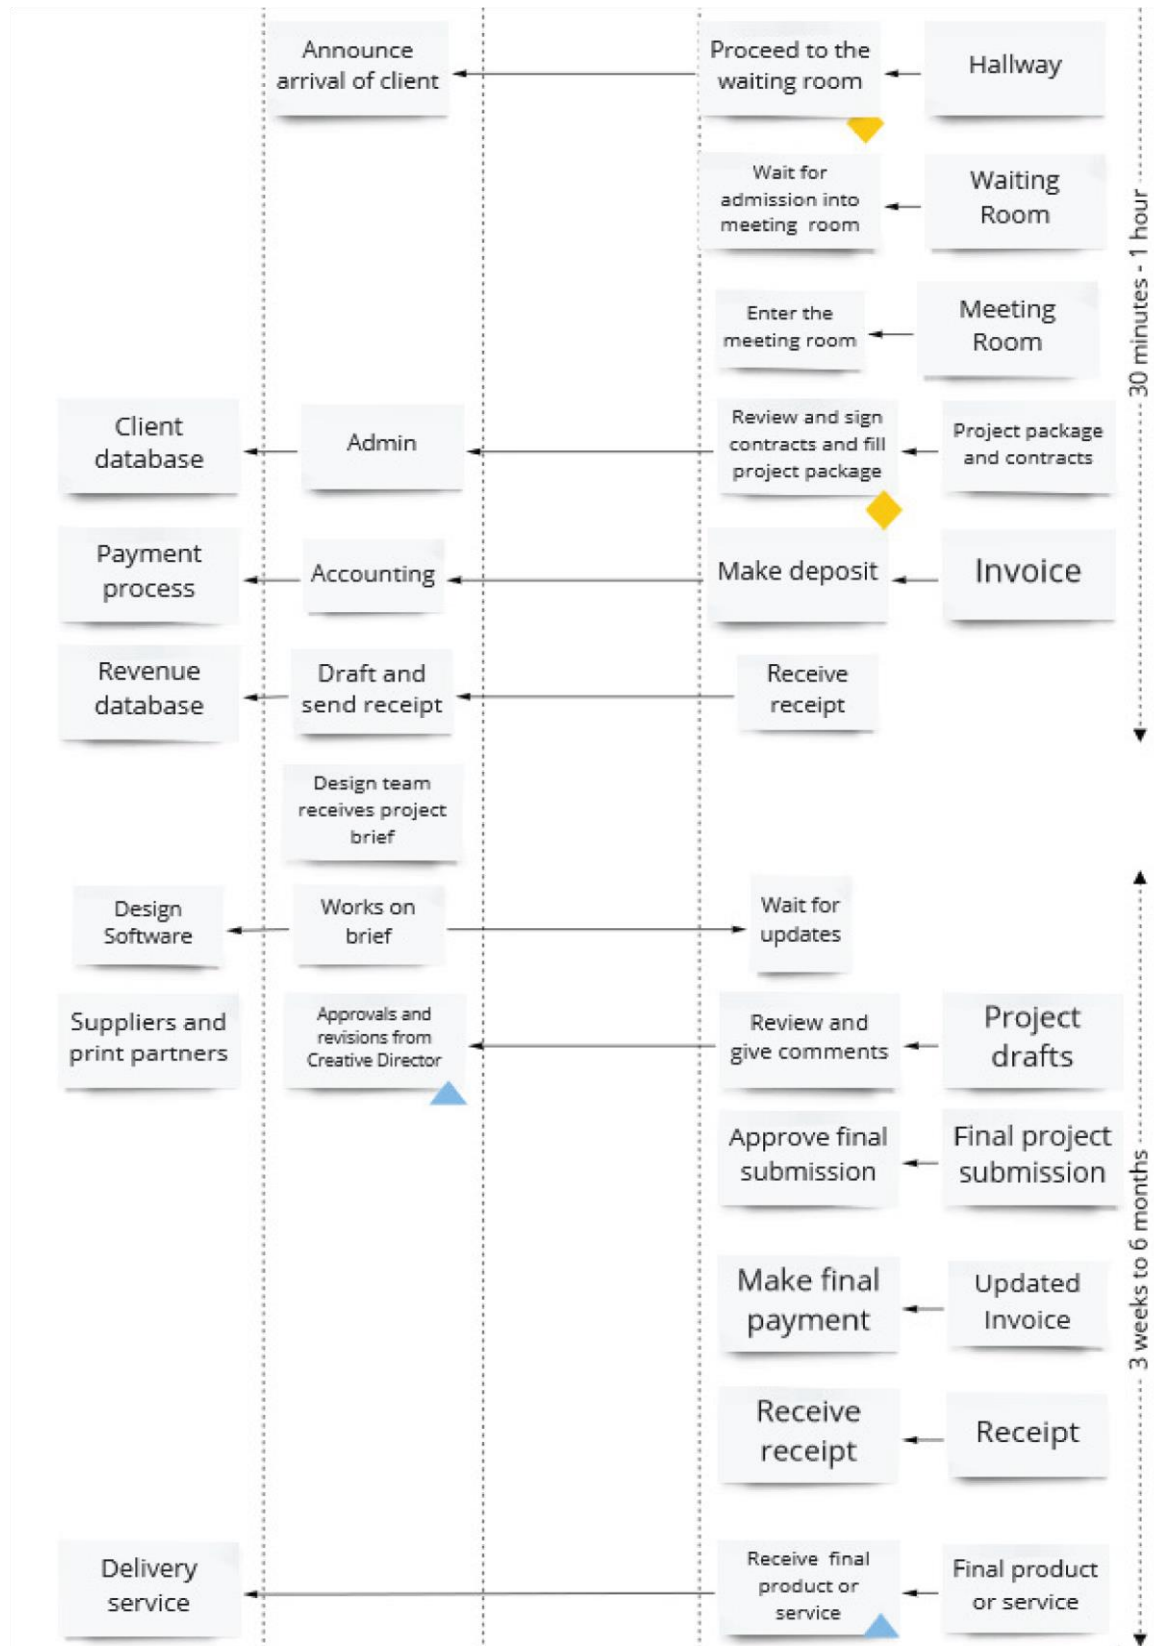 Announce
arrival of client
Proceed to the
waiting room
Hallway
Wait for
admission into
meeting room
Waiting
Room
Enter the
meeting room
Meeting
Room
30 minutes - 1 hour
Client
database
Admin
Review and sign
contracts and fill
project package
Project package
and contracts
Payment
process
Accounting
Make deposit
Invoice
Revenue
database
Draft and
send receipt
Receive
receipt
Design team
receives project
brief
Design
Software
Works on
brief
Wait for
updates
Suppliers and
print partners
Approvals and
revisions from
Creative Director
Review and
give comments
Project
drafts
Approve final
submission
Final project
submission
3 weeks to 6 months
Make final
payment
Updated
Invoice
Receive
receipt
Receipt
Delivery
service
Receive final
product or
service
Final product
or service